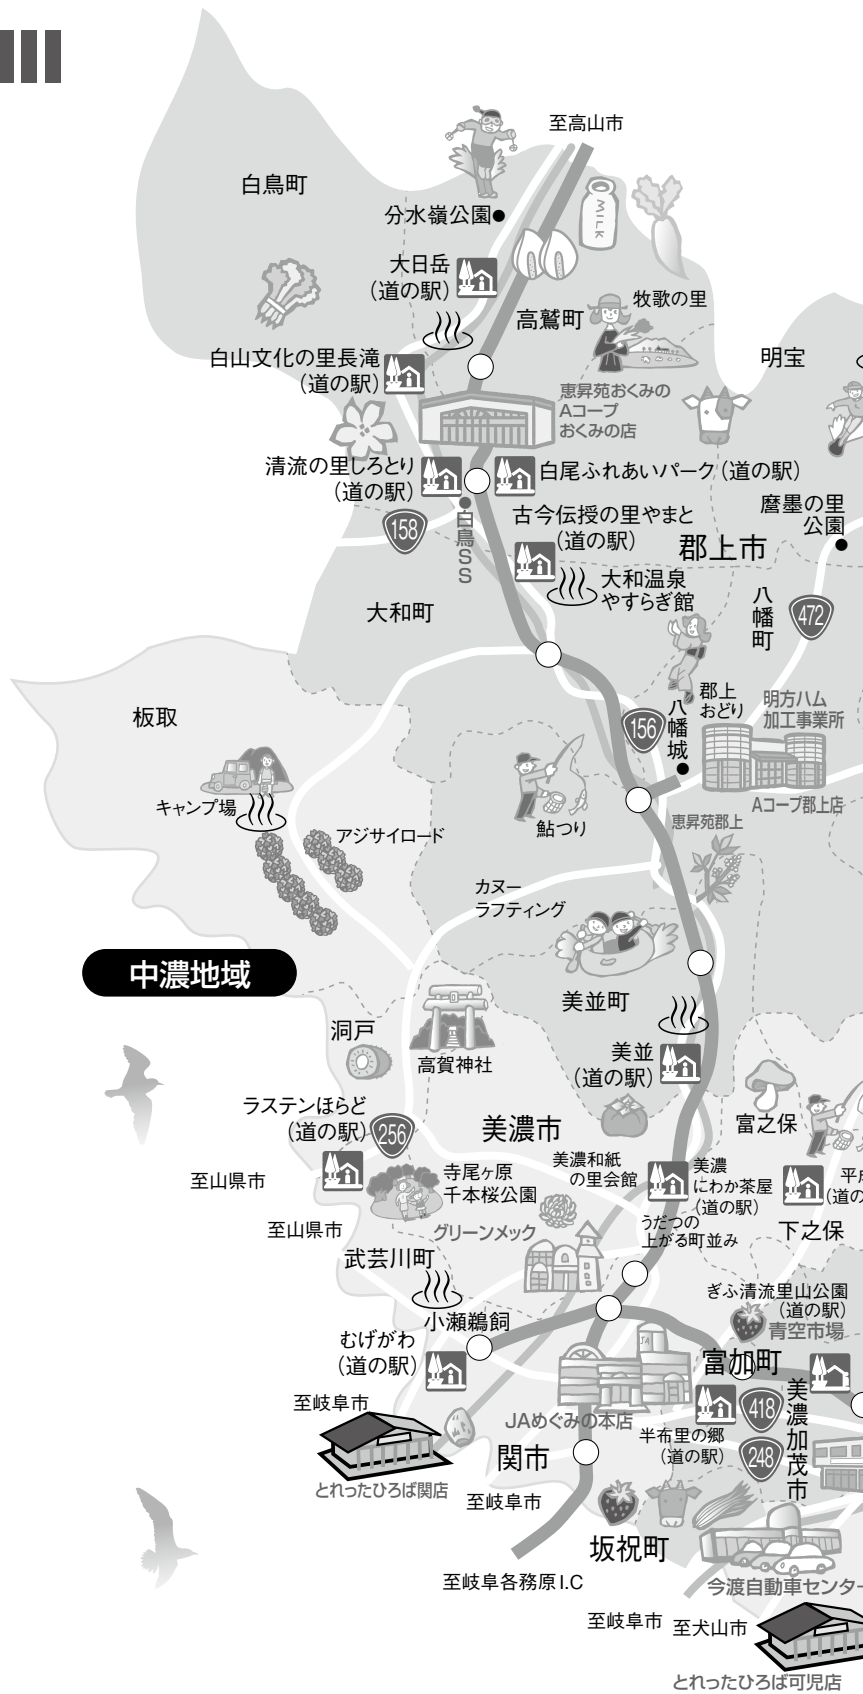 至高山市
白鳥町
分水嶺公園
MILK
大日岳
(道の駅)
高鷲町
牧歌の里
白山文化の里長滝
(道の駅)
明宝
恵昇苑おくみの
Aコープ
おくみの店
清流の里しろとり
(道の駅)
白尾ふれあいパーク(道の駅)
158
白鳥SS
古今伝授の里やまと
(道の駅)
郡上市
麿墨の里
公園
大和温泉
やすらぎ館
八幡町
472
大和町
板取
郡上
おどり
156
八幡城
明方ハム
加工事業所
キャンプ場
アジサイロード
鮎つり
Aコープ郡上店
恵昇苑郡上
カヌー
ラフティング
中濃地域
美並町
洞戸
高賀神社
美並
(道の駅)
ラステンほらど
(道の駅)
256
美濃市
富之保
至山県市
寺尾ヶ原
千本桜公園
美濃和紙
の里会館
美濃
にわか茶屋
(道の駅)
平成
(道の
至山県市
グリーンメック
うだつの
上がる町並み
下之保
武芸川町
小瀬鵜飼
ぎふ清流里山公園
(道の駅)
青空市場
むげがわ
(道の駅)
JA
富加町
至岐阜市
JAめぐみの本店
418
美濃加茂市
半布里の郷
(道の駅)
248
関市
とれったひろば関店
至岐阜市
坂祝町
至岐阜各務原I.C
今渡自動車センター
至岐阜市
至犬山市
とれったひろば可児店